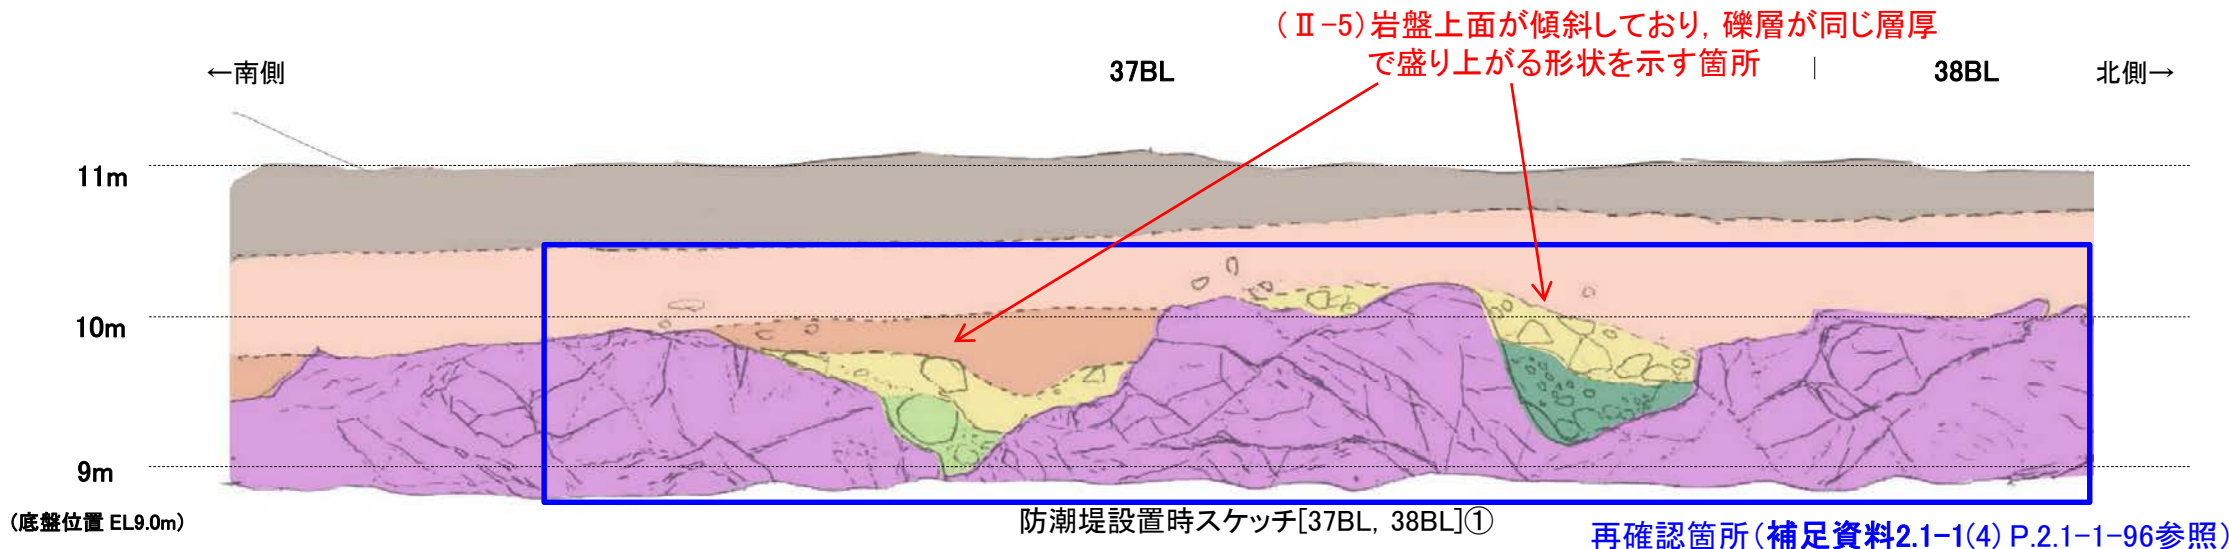 (Ⅱ-5)岩盤上面が傾斜しており, 礫層が同じ層厚
で盛り上がる形状を示す箇所
←南側
37BL
38BL
北側→
11m
10m
9m
(底盤位置 EL9.0m)
防潮堤設置時スケッチ[37BL, 38BL]①
再確認箇所(補足資料2.1-1(4) P.2.1-1-96参照)